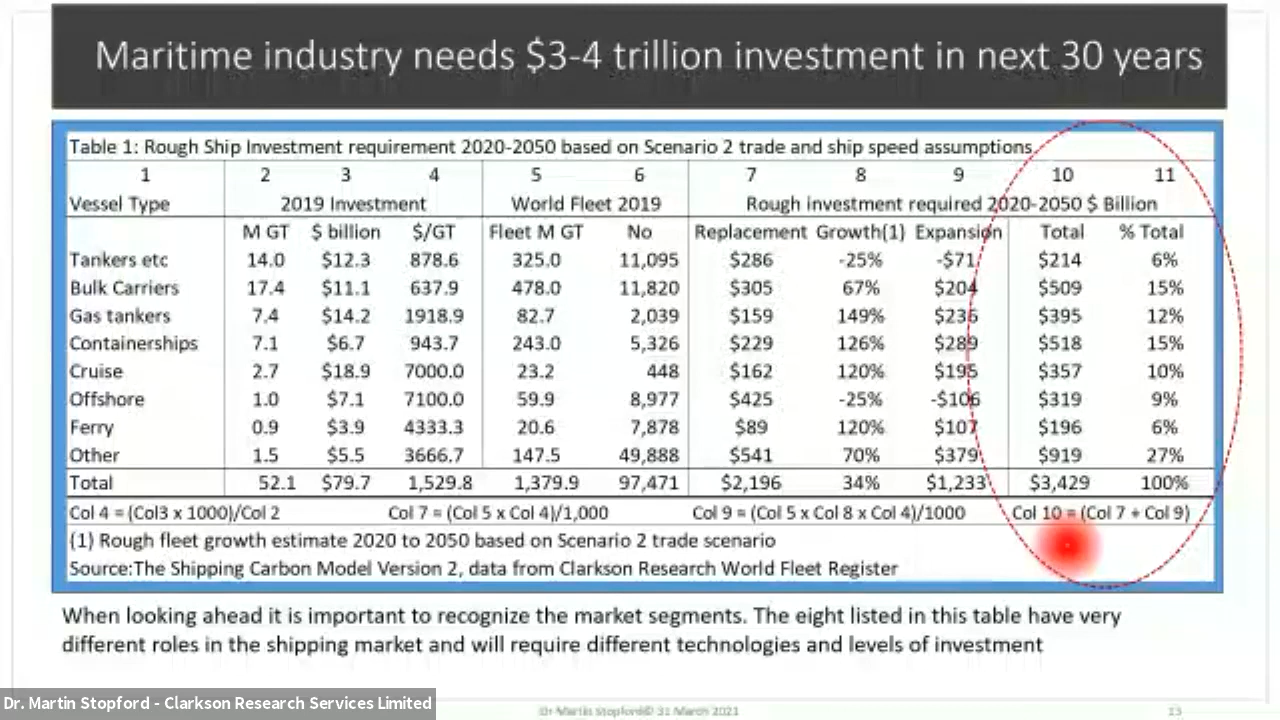 Maritime industry needs $3-4 trillion investment in next 30 years
Table 1: Rough Ship Investment requirement 2020-2050 based on Scenario 2 trade and ship speed assumptions
1 2 3 4 5 6 7 8 9 10 11
Vessel Type 2019 Investment World Fleet 2019 Rough investment required 2020-2050 $ Billion
M GT $ billion $/GT Fleet M GT No Replacement Growth(1) Expansion Total % Total
Tankers etc 14.0 $12.3 878.6 325.0 11,095 $286 -25% -$71 $214 6%
Bulk Carriers 17.4 $11.1 637.9 478.0 11,820 $305 67% $204 $509 15%
Gas tankers 7.4 $14.2 1918.9 82.7 2,039 $159 149% $236 $395 12%
Containerships 7.1 $6.7 943.7 243.0 5,326 $229 126% $289 $518 15%
Cruise 2.7 $18.9 7000.0 23.2 448 $162 120% $195 $357 10%
Offshore 1.0 $7.1 7100.0 59.9 8,977 $425 -25% -$106 $319 9%
Ferry 0.9 $3.9 4333.3 20.6 7,878 $89 120% $107 $196 6%
Other 1.5 $5.5 3666.7 147.5 49,888 $541 70% $379 $919 27%
Total 52.1 $79.7 1,529.8 1,379.9 97,471 $2,196 34% $1,233 $3,429 100%
Col 4 = (Col3 x 1000)/Col 2 Col 7 = (Col 5 x Col 4)/1,000 Col 9 = (Col 5 x Col 8 x Col 4)/1000 Col 10 = (Col 7 + Col 9)
(1) Rough fleet growth estimate 2020 to 2050 based on Scenario 2 trade scenario
Source:The Shipping Carbon Model Version 2, data from Clarkson Research World Fleet Register
When looking ahead it is important to recognize the market segments. The eight listed in this table have very
different roles in the shipping market and will require different technologies and levels of investment
Dr. Martin Stopford - Clarkson Research Services Limited
Dr Martin Stopford© 31 March 2021
13